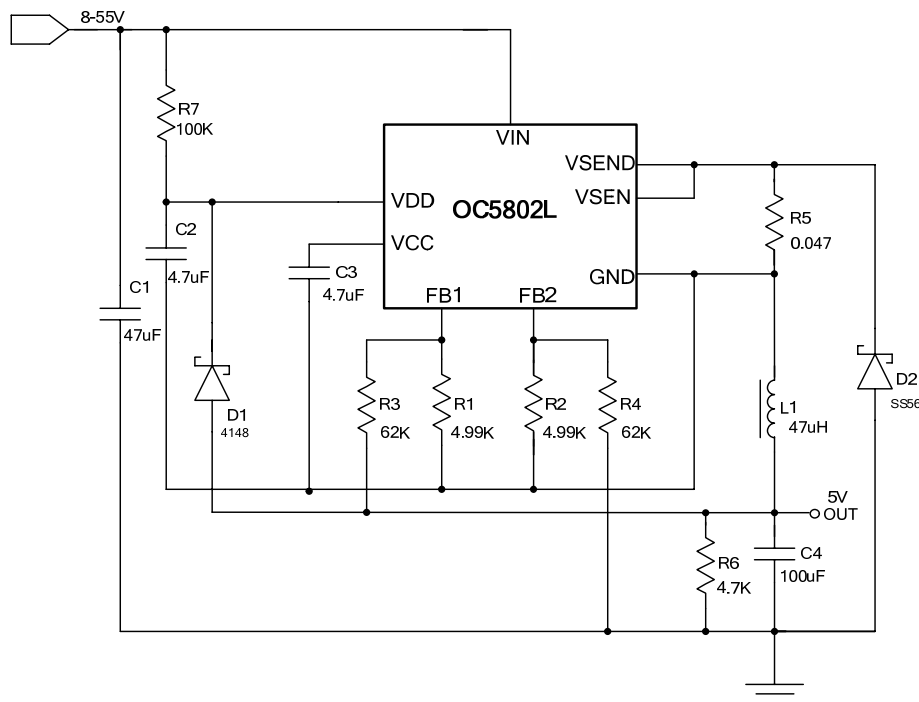 8-55V
R7
100K
VIN
VSEND
VSEN
VDD
OC5802L
VCC
GND
FB1
FB2
R5
0.047
C2
4.7uF
C3
4.7uF
C1
47uF
D1
4148
R3
62K
R1
4.99K
R2
4.99K
R4
62K
L1
47uH
D2
SS56
5V
OUT
R6
4.7K
C4
100uF